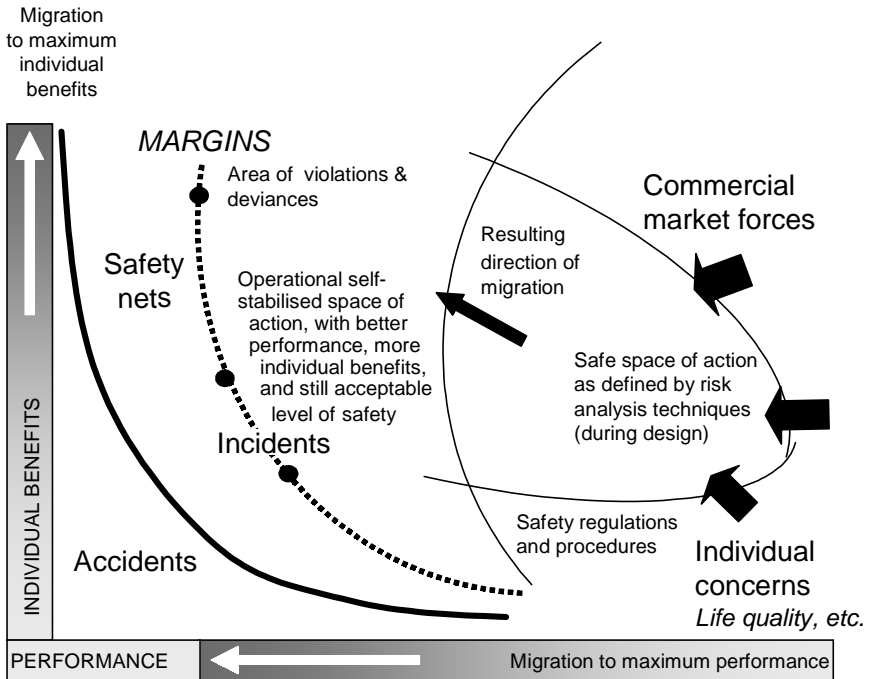 Migration
to maximum
individual
benefits
MARGINS
Area of violations &
deviances
Safety
nets
Operational self-
stabilised space of
action, with better
performance, more
individual benefits,
and still acceptable
level of safety
Incidents
Accidents
Resulting
direction of
migration
Commercial
market forces
Safe space of action
as defined by risk
analysis techniques
(during design)
Safety regulations
and procedures
Individual
concerns
Life quality, etc.
INDIVIDUAL BENEFITS
PERFORMANCE
Migration to maximum performance